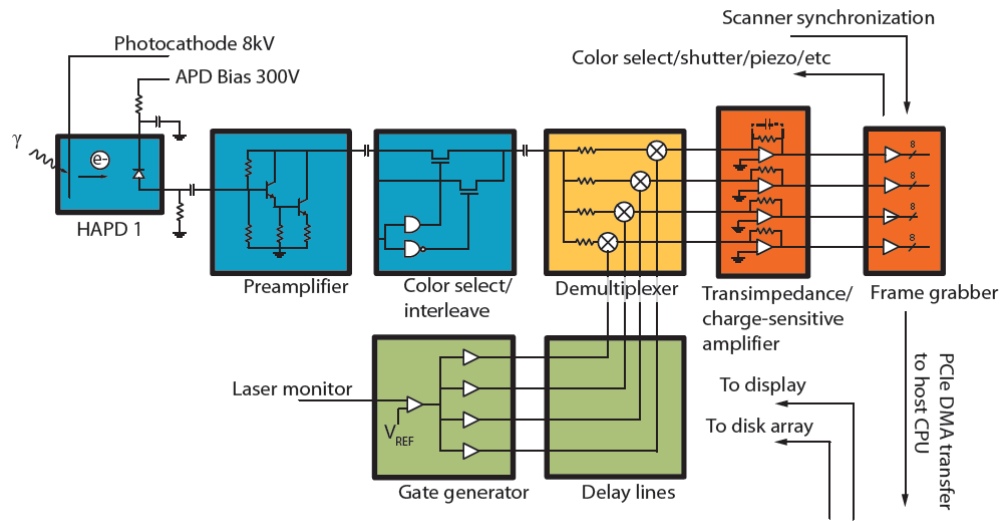 Scanner synchronization
Photocathode 8kV
Color select/shutter/piezo/etc
APD Bias 300V
γ
e-
HAPD 1
8
8
8
8
Preamplifier
Color select/
interleave
Demultiplexer
Transimpedance/
charge-sensitive
amplifier
Frame grabber
Laser monitor
VREF
Gate generator
Delay lines
To display
To disk array
PCIe DMA transfer
to host CPU